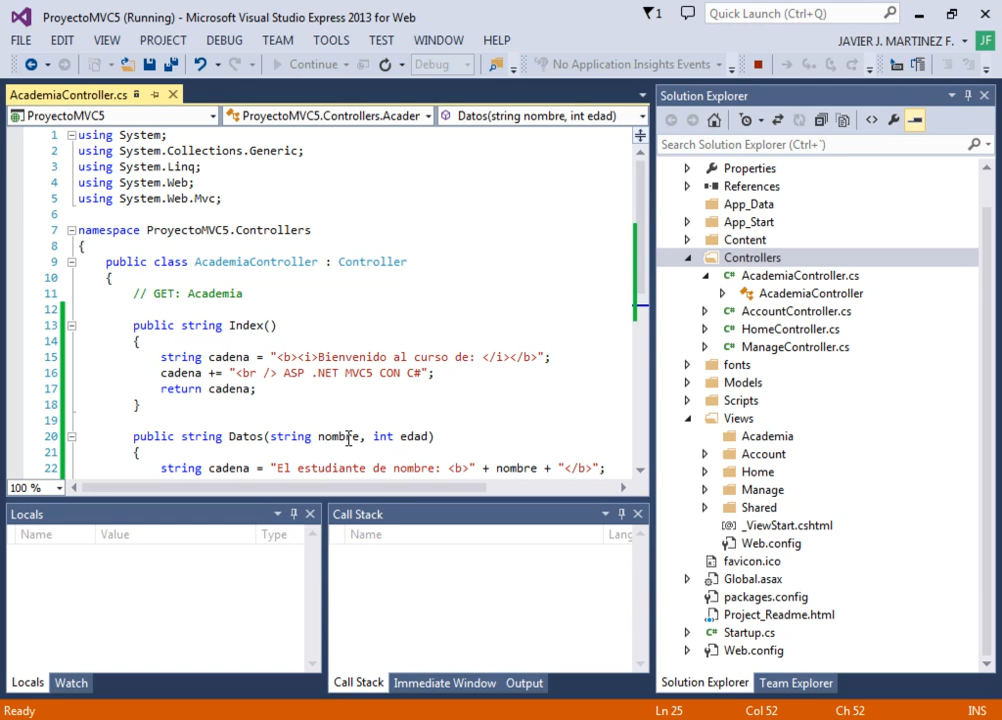 ProyectoMVC5 (Running) - Microsoft Visual Studio Express 2013 for Web
1
Quick Launch (Ctrl+Q)
FILE EDIT VIEW PROJECT DEBUG TEAM TOOLS TEST WINDOW HELP
JAVIER J. MARTINEZ F. JF
Continue Debug No Application Insights Events
AcademiaController.cs
ProyectoMVC5 ProyectoMVC5.Controllers.Acader Datos(string nombre, int edad)
1 using System;
2 using System.Collections.Generic;
3 using System.Linq;
4 using System.Web;
5 using System.Web.Mvc;
6
7 namespace ProyectoMVC5.Controllers
8 {
9 public class AcademiaController : Controller
10 {
11 // GET: Academia
12
13 public string Index()
14 {
15 string cadena = "<b><i>Bienvenido al curso de: </i></b>";
16 cadena += "<br /> ASP .NET MVC5 CON C#";
17 return cadena;
18 }
19
20 public string Datos(string nombre, int edad)
21 {
22 string cadena = "El estudiante de nombre: <b>" + nombre + "</b>";
100 %
Locals
Name Value Type
Locals Watch
Call Stack
Name Lang
Call Stack Immediate Window Output
Solution Explorer
Search Solution Explorer (Ctrl+¨)
Properties
References
App_Data
App_Start
Content
Controllers
C# AcademiaController.cs
AcademiaController
C# AccountController.cs
C# HomeController.cs
C# ManageController.cs
fonts
Models
Scripts
Views
Academia
Account
Home
Manage
Shared
[@] _ViewStart.cshtml
Web.config
favicon.ico
Global.asax
packages.config
Project_Readme.html
C# Startup.cs
Web.config
Solution Explorer Team Explorer
Ready Ln 25 Col 52 Ch 52 INS